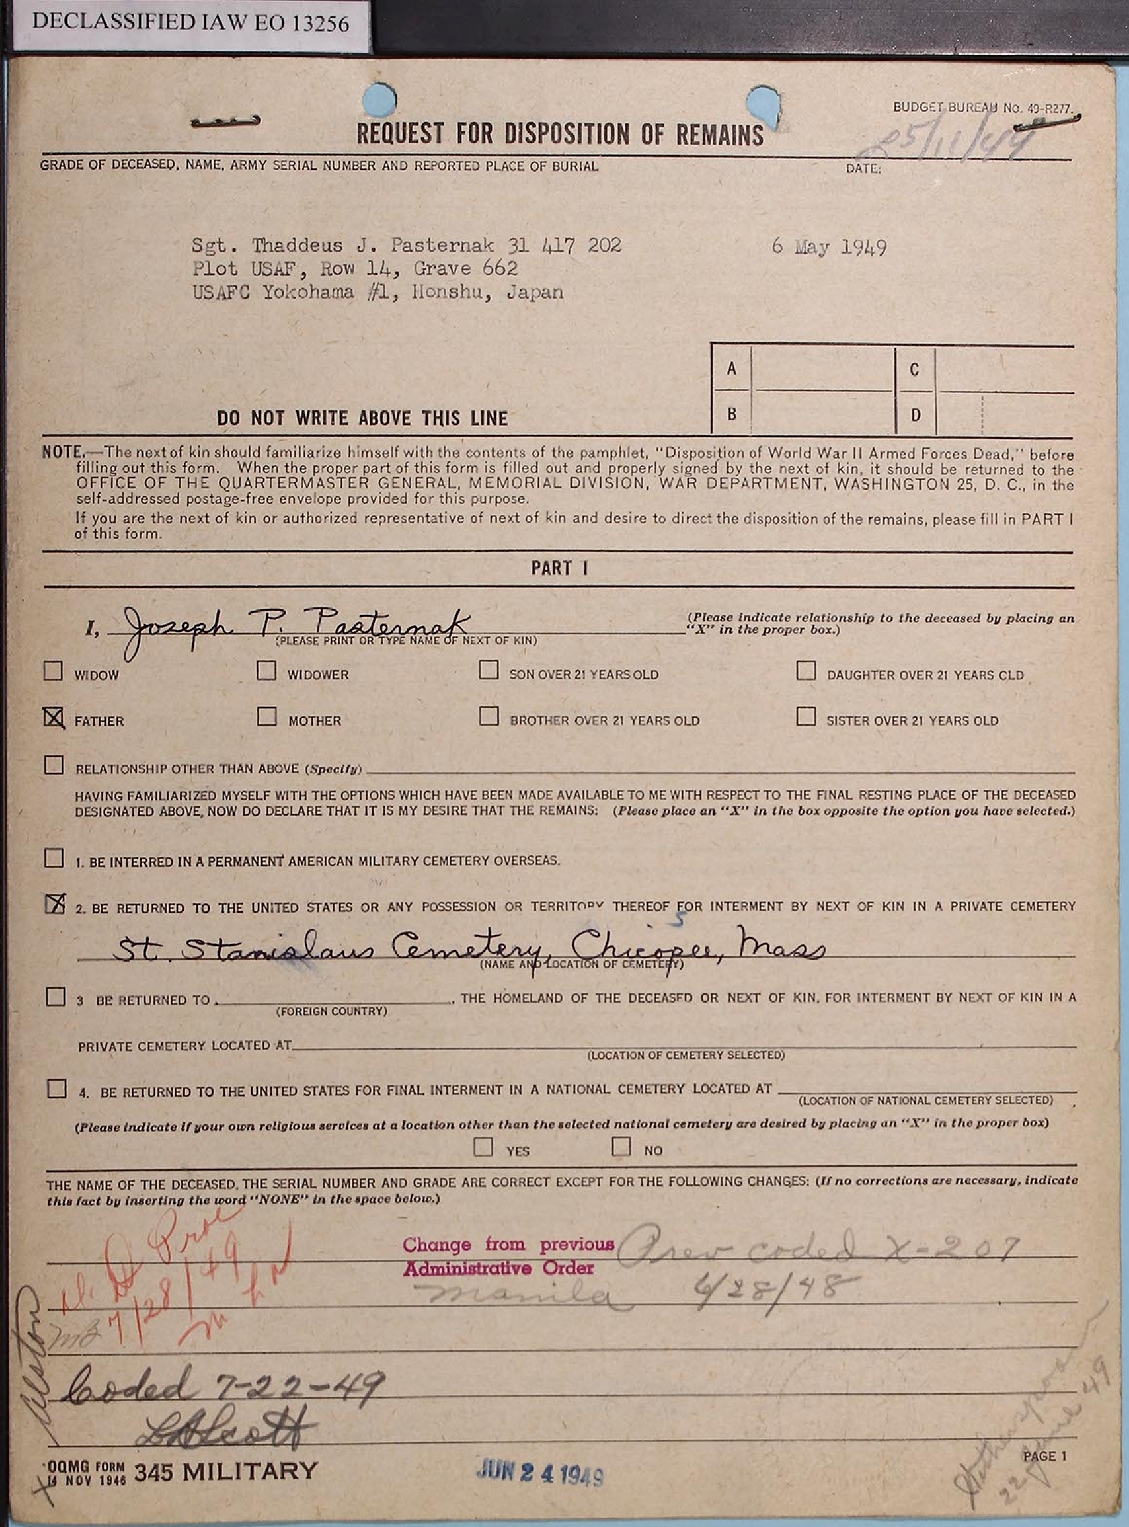 DECLASSIFIED IAW EO 13256
BUDGET BUREAU No. 49-R277.
REQUEST FOR DISPOSITION OF REMAINS
GRADE OF DECEASED, NAME, ARMY SERIAL NUMBER AND REPORTED PLACE OF BURIAL
DATE:
Sgt. Thaddeus J. Pasternak 31 417 202 6 May 1949
Plot USAF, Row 14, Grave 662
USAFC Yokohama #1, Honshu, Japan
A C
B D
DO NOT WRITE ABOVE THIS LINE
NOTE.—The next of kin should familiarize himself with the contents of the pamphlet, "Disposition of World War II Armed Forces Dead," before
filling out this form. When the proper part of this form is filled out and properly signed by the next of kin, it should be returned to the
OFFICE OF THE QUARTERMASTER GENERAL, MEMORIAL DIVISION, WAR DEPARTMENT, WASHINGTON 25, D. C., in the
self-addressed postage-free envelope provided for this purpose.
If you are the next of kin or authorized representative of next of kin and desire to direct the disposition of the remains, please fill in PART I
of this form.
PART I
I, Joseph P. Pasternak (Please indicate relationship to the deceased by placing an
"X" in the proper box.)
(PLEASE PRINT OR TYPE NAME OF NEXT OF KIN)
WIDOW WIDOWER SON OVER 21 YEARS OLD DAUGHTER OVER 21 YEARS OLD
X FATHER MOTHER BROTHER OVER 21 YEARS OLD SISTER OVER 21 YEARS OLD
RELATIONSHIP OTHER THAN ABOVE (Specify)
HAVING FAMILIARIZED MYSELF WITH THE OPTIONS WHICH HAVE BEEN MADE AVAILABLE TO ME WITH RESPECT TO THE FINAL RESTING PLACE OF THE DECEASED
DESIGNATED ABOVE, NOW DO DECLARE THAT IT IS MY DESIRE THAT THE REMAINS: (Please place an "X" in the box opposite the option you have selected.)
1. BE INTERRED IN A PERMANENT AMERICAN MILITARY CEMETERY OVERSEAS.
X 2. BE RETURNED TO THE UNITED STATES OR ANY POSSESSION OR TERRITORY THEREOF FOR INTERMENT BY NEXT OF KIN IN A PRIVATE CEMETERY
St. Stanislaus Cemetery, Chicopee, Mass
(NAME AND LOCATION OF CEMETERY)
3 BE RETURNED TO , THE HOMELAND OF THE DECEASED OR NEXT OF KIN, FOR INTERMENT BY NEXT OF KIN IN A
(FOREIGN COUNTRY)
PRIVATE CEMETERY LOCATED AT
(LOCATION OF CEMETERY SELECTED)
4. BE RETURNED TO THE UNITED STATES FOR FINAL INTERMENT IN A NATIONAL CEMETERY LOCATED AT
(LOCATION OF NATIONAL CEMETERY SELECTED)
(Please indicate if your own religious services at a location other than the selected national cemetery are desired by placing an "X" in the proper box)
YES NO
THE NAME OF THE DECEASED, THE SERIAL NUMBER AND GRADE ARE CORRECT EXCEPT FOR THE FOLLOWING CHANGES: (If no corrections are necessary, indicate
this fact by inserting the word "NONE" in the space below.)
Change from previous
Administrative Order
Prev coded X-207
Manila 6/28/48
7/28/49
Coded 7-22-49
Alston
22 June 49
OQMG FORM
14 NOV 1946 345 MILITARY
JUN 24 1949
PAGE 1